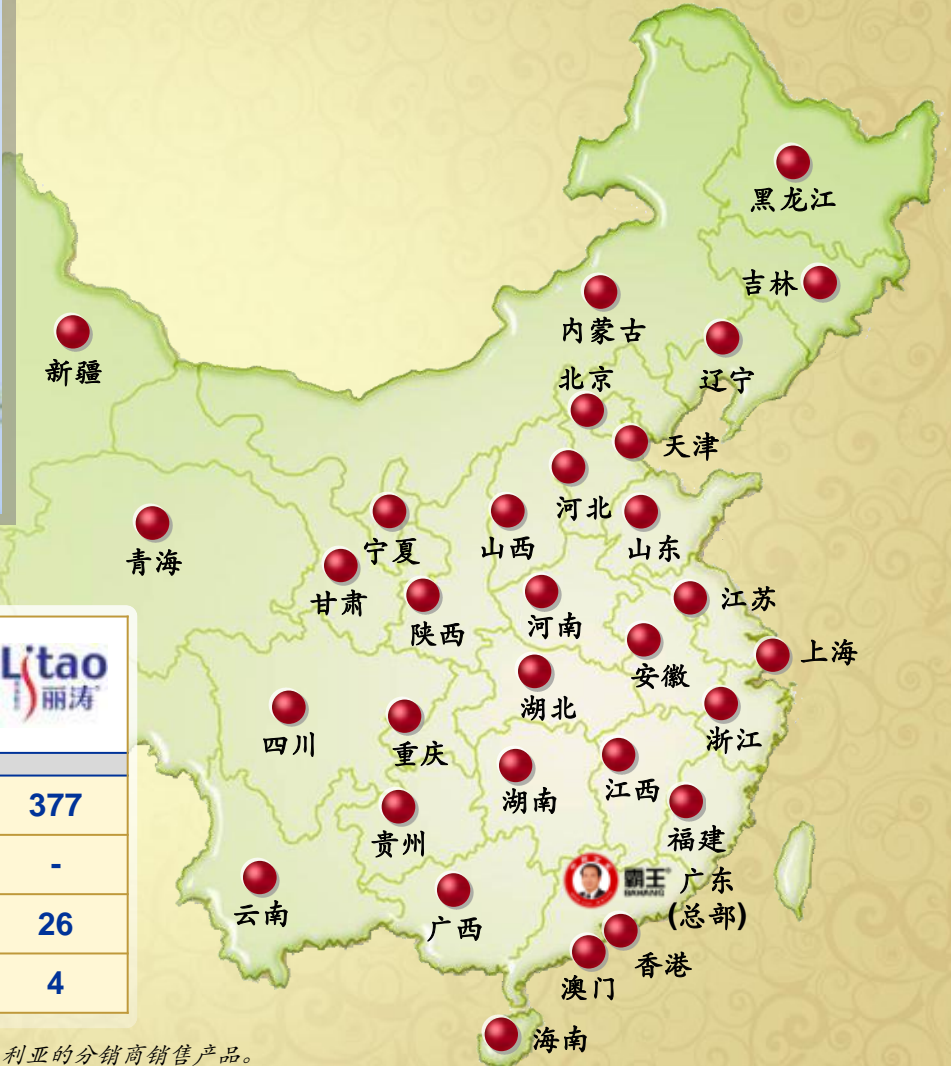 黑龙江
吉林
内蒙古
辽宁
新疆
北京
天津
河北
山东
山西
宁夏
青海
甘肃
陕西
河南
江苏
安徽
上海
湖北
浙江
四川
重庆
湖南
江西
贵州
福建
霸王
BAWANG
广东
(总部)
云南
广西
香港
澳门
海南
Litao
丽涛
377
-
26
4
利亚的分销商销售产品。